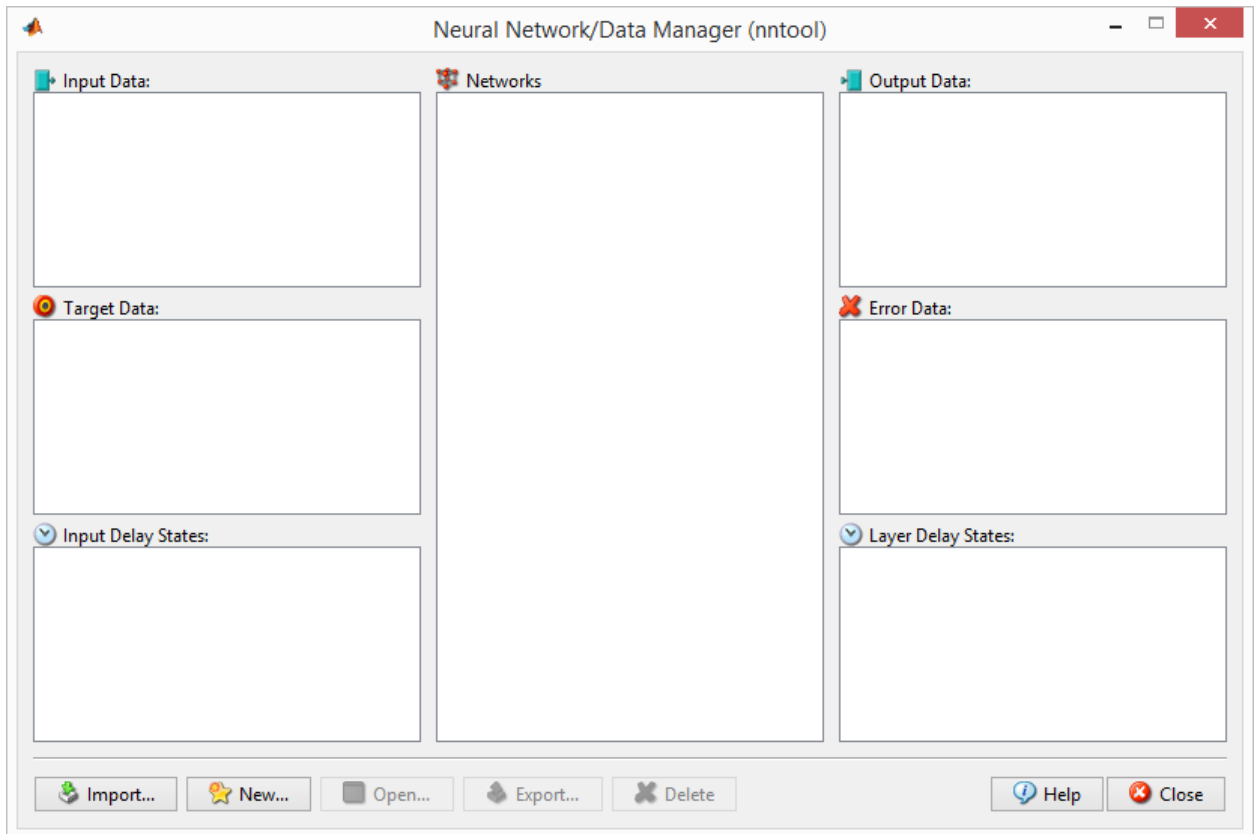 Neural Network/Data Manager (nntool)
Input Data:
Networks
Output Data:
Target Data:
Error Data:
Input Delay States:
Layer Delay States:
Import...
New...
Open...
Export...
Delete
Help
Close